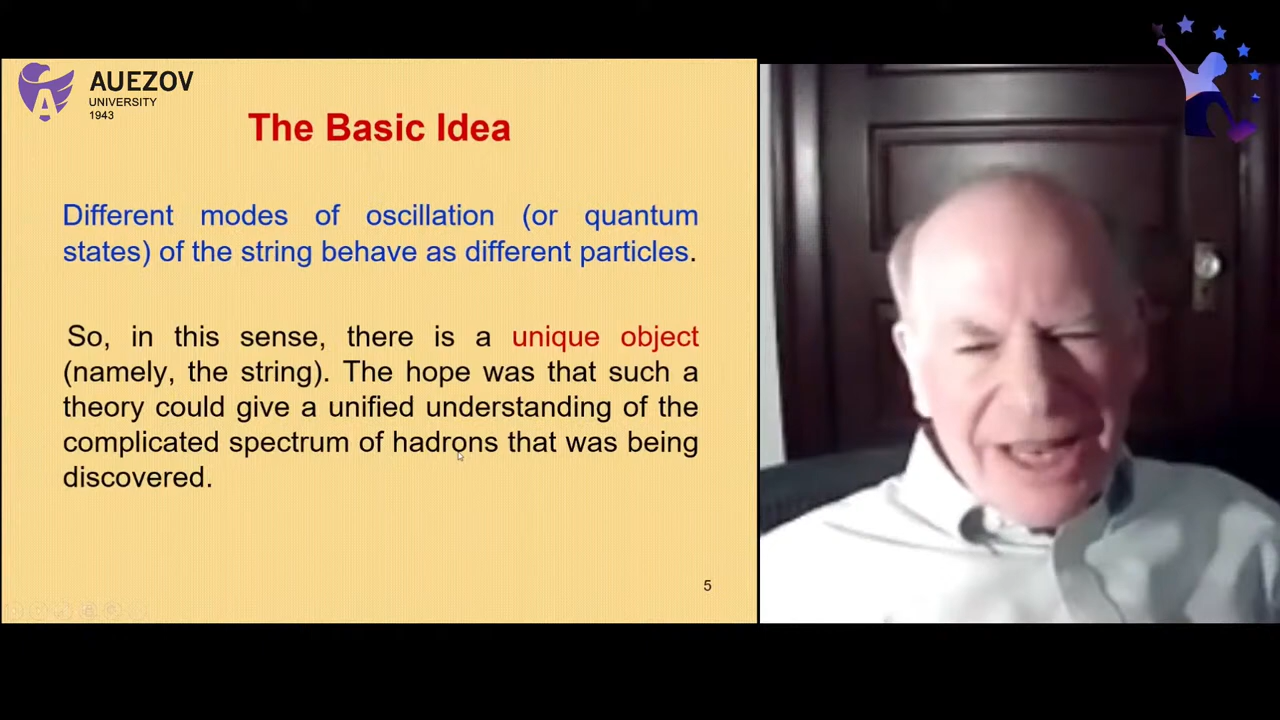 AUEZOV
UNIVERSITY
1943
The Basic Idea
Different modes of oscillation (or quantum
states) of the string behave as different particles.
So, in this sense, there is a unique object
(namely, the string). The hope was that such a
theory could give a unified understanding of the
complicated spectrum of hadrons that was being
discovered.
5